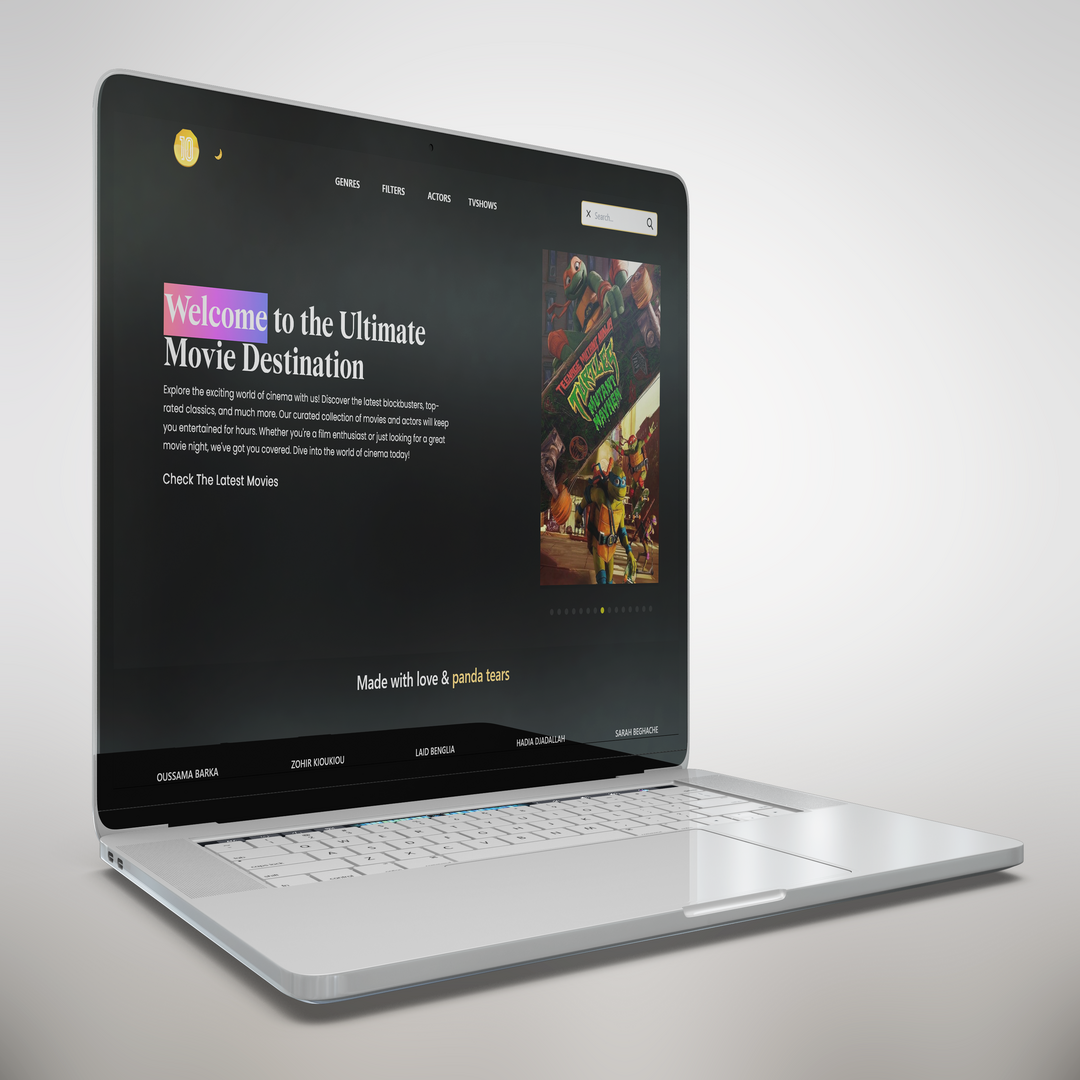 10
GENRES FILTERS ACTORS TVSHOWS
Search...
Welcome to the Ultimate
Movie Destination
Explore the exciting world of cinema with us! Discover the latest blockbusters, top-
rated classics, and much more. Our curated collection of movies and actors will keep
you entertained for hours. Whether you're a film enthusiast or just looking for a great
movie night, we've got you covered. Dive into the world of cinema today!
Check The Latest Movies
TEENAGE MUTANT NINJA
TURTLES
MUTANT
MAYHEM
Made with love & panda tears
OUSSAMA BARKA ZOHIR KIOUKIOU LAID BENGLIA HADIA DJADALLAH SARAH BEGHACHE